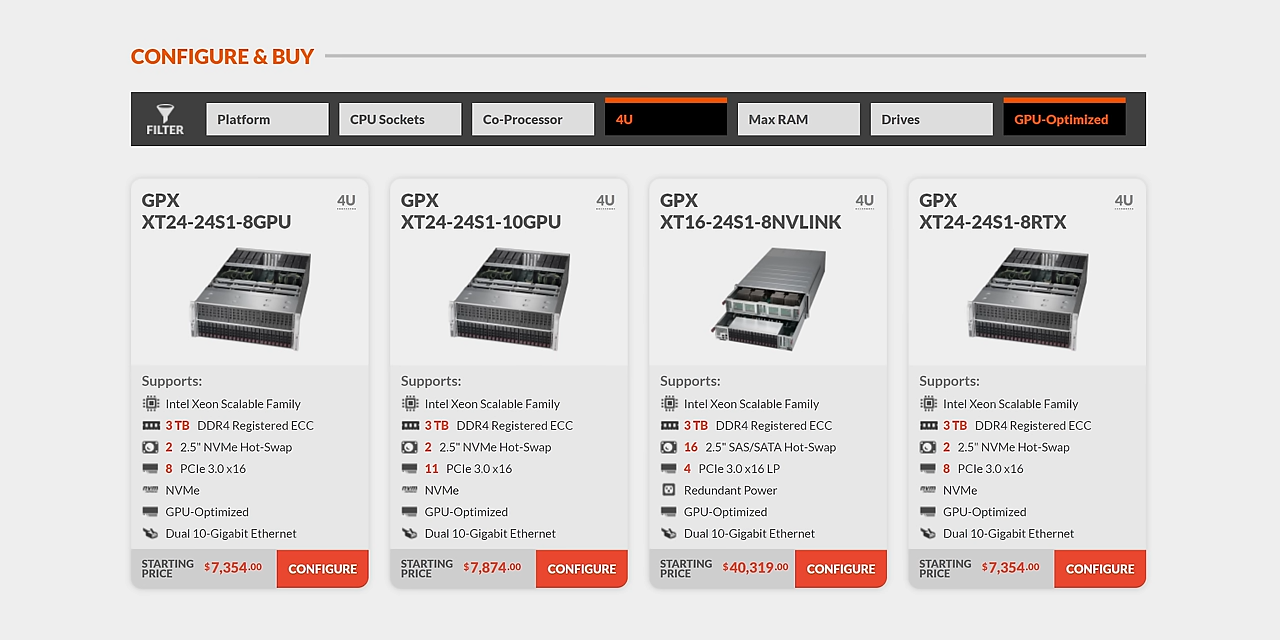 CONFIGURE & BUY
FILTER
Platform
CPU Sockets
Co-Processor
4U
Max RAM
Drives
GPU-Optimized
GPX
XT24-24S1-8GPU
4U
Supports:
Intel Xeon Scalable Family
3 TB DDR4 Registered ECC
2 2.5" NVMe Hot-Swap
8 PCIe 3.0 x16
NVMe
GPU-Optimized
Dual 10-Gigabit Ethernet
STARTING PRICE
$7,354.00
CONFIGURE
GPX
XT24-24S1-10GPU
4U
Supports:
Intel Xeon Scalable Family
3 TB DDR4 Registered ECC
2 2.5" NVMe Hot-Swap
11 PCIe 3.0 x16
NVMe
GPU-Optimized
Dual 10-Gigabit Ethernet
STARTING PRICE
$7,874.00
CONFIGURE
GPX
XT16-24S1-8NVLINK
4U
Supports:
Intel Xeon Scalable Family
3 TB DDR4 Registered ECC
16 2.5" SAS/SATA Hot-Swap
4 PCIe 3.0 x16 LP
Redundant Power
GPU-Optimized
Dual 10-Gigabit Ethernet
STARTING PRICE
$40,319.00
CONFIGURE
GPX
XT24-24S1-8RTX
4U
Supports:
Intel Xeon Scalable Family
3 TB DDR4 Registered ECC
2 2.5" NVMe Hot-Swap
8 PCIe 3.0 x16
NVMe
GPU-Optimized
Dual 10-Gigabit Ethernet
STARTING PRICE
$7,354.00
CONFIGURE